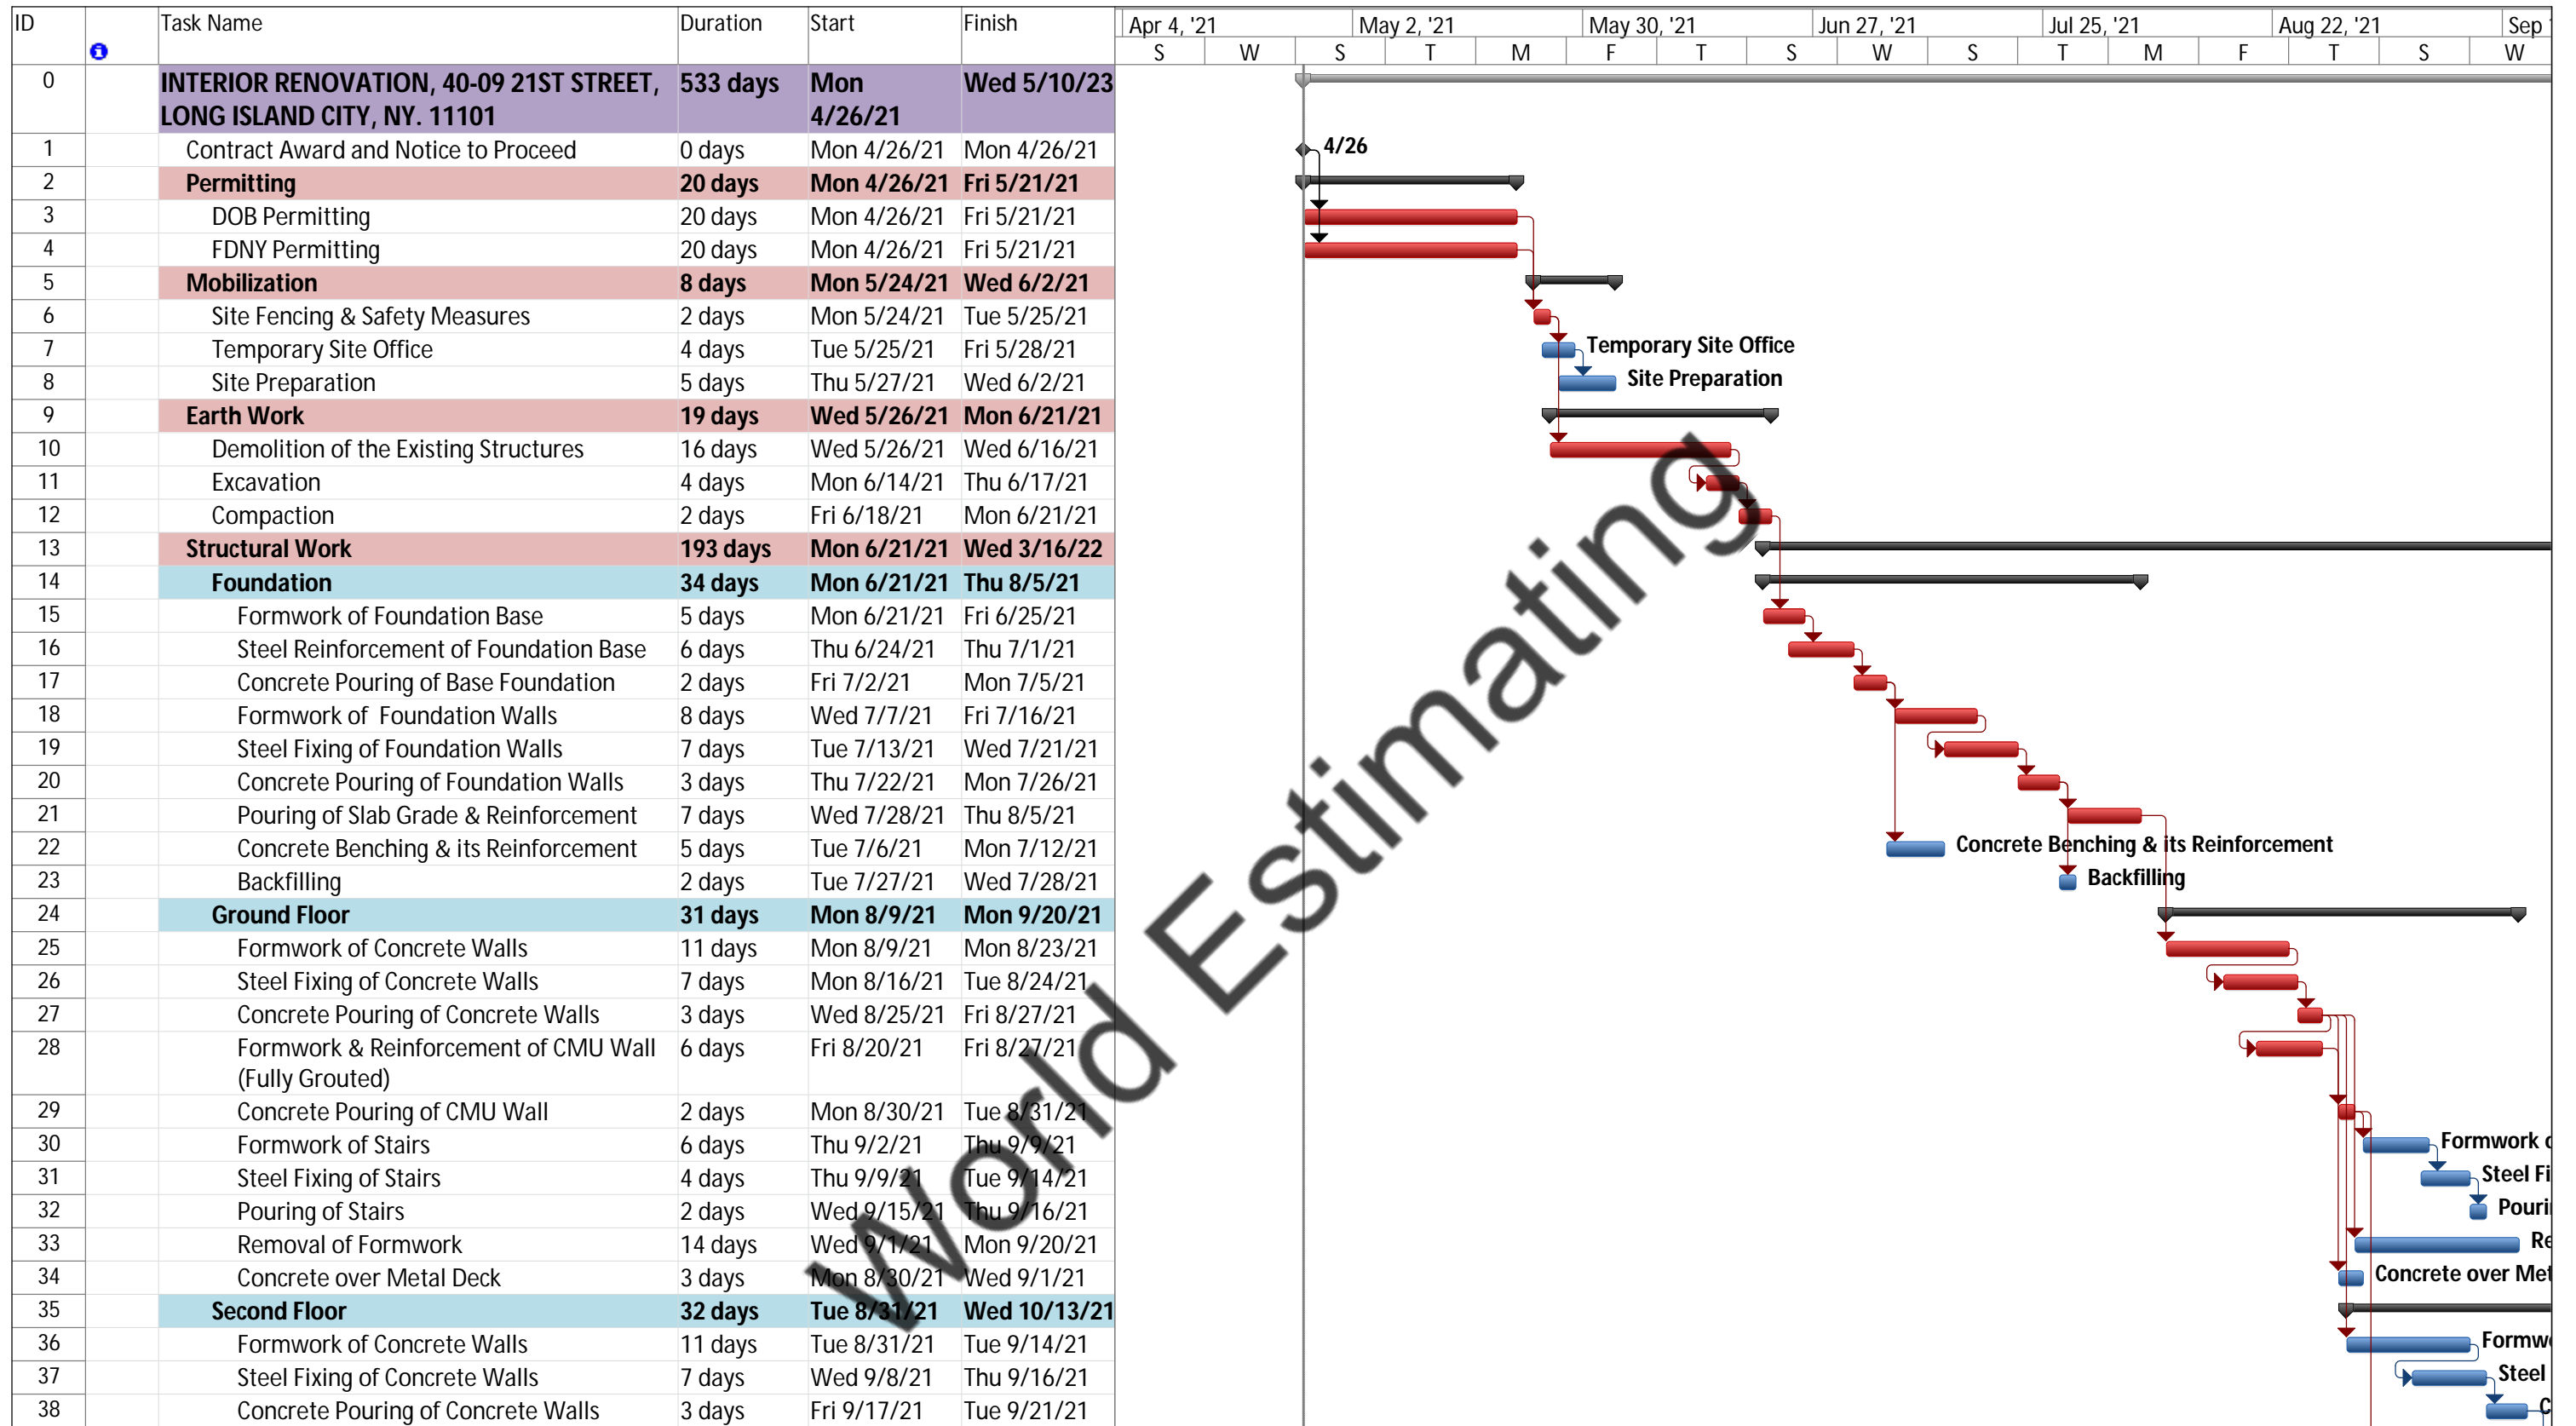 ID Task Name Duration Start Finish Apr 4, '21 May 2, '21 May 30, '21 Jun 27, '21 Jul 25, '21 Aug 22, '21 Sep
S W S T M F T S W S T M F T S W
0 INTERIOR RENOVATION, 40-09 21ST STREET, 533 days Mon Wed 5/10/23
LONG ISLAND CITY, NY. 11101 4/26/21
1 Contract Award and Notice to Proceed 0 days Mon 4/26/21 Mon 4/26/21 4/26
2 Permitting 20 days Mon 4/26/21 Fri 5/21/21
3 DOB Permitting 20 days Mon 4/26/21 Fri 5/21/21
4 FDNY Permitting 20 days Mon 4/26/21 Fri 5/21/21
5 Mobilization 8 days Mon 5/24/21 Wed 6/2/21
6 Site Fencing & Safety Measures 2 days Mon 5/24/21 Tue 5/25/21
7 Temporary Site Office 4 days Tue 5/25/21 Fri 5/28/21 Temporary Site Office
8 Site Preparation 5 days Thu 5/27/21 Wed 6/2/21 Site Preparation
9 Earth Work 19 days Wed 5/26/21 Mon 6/21/21
10 Demolition of the Existing Structures 16 days Wed 5/26/21 Wed 6/16/21
11 Excavation 4 days Mon 6/14/21 Thu 6/17/21
12 Compaction 2 days Fri 6/18/21 Mon 6/21/21
13 Structural Work 193 days Mon 6/21/21 Wed 3/16/22
14 Foundation 34 days Mon 6/21/21 Thu 8/5/21
15 Formwork of Foundation Base 5 days Mon 6/21/21 Fri 6/25/21
16 Steel Reinforcement of Foundation Base 6 days Thu 6/24/21 Thu 7/1/21
17 Concrete Pouring of Base Foundation 2 days Fri 7/2/21 Mon 7/5/21
18 Formwork of Foundation Walls 8 days Wed 7/7/21 Fri 7/16/21
19 Steel Fixing of Foundation Walls 7 days Tue 7/13/21 Wed 7/21/21
20 Concrete Pouring of Foundation Walls 3 days Thu 7/22/21 Mon 7/26/21
21 Pouring of Slab Grade & Reinforcement 7 days Wed 7/28/21 Thu 8/5/21
22 Concrete Benching & its Reinforcement 5 days Tue 7/6/21 Mon 7/12/21 Concrete Benching & its Reinforcement
23 Backfilling 2 days Tue 7/27/21 Wed 7/28/21 Backfilling
24 Ground Floor 31 days Mon 8/9/21 Mon 9/20/21
25 Formwork of Concrete Walls 11 days Mon 8/9/21 Mon 8/23/21
26 Steel Fixing of Concrete Walls 7 days Mon 8/16/21 Tue 8/24/21
27 Concrete Pouring of Concrete Walls 3 days Wed 8/25/21 Fri 8/27/21
28 Formwork & Reinforcement of CMU Wall 6 days Fri 8/20/21 Fri 8/27/21
(Fully Grouted)
29 Concrete Pouring of CMU Wall 2 days Mon 8/30/21 Tue 8/31/21
30 Formwork of Stairs 6 days Thu 9/2/21 Thu 9/9/21 Formwork
31 Steel Fixing of Stairs 4 days Thu 9/9/21 Tue 9/14/21 Steel Fi
32 Pouring of Stairs 2 days Wed 9/15/21 Thu 9/16/21 Pouri
33 Removal of Formwork 14 days Wed 9/1/21 Mon 9/20/21 Re
34 Concrete over Metal Deck 3 days Mon 8/30/21 Wed 9/1/21 Concrete over Met
35 Second Floor 32 days Tue 8/31/21 Wed 10/13/21
36 Formwork of Concrete Walls 11 days Tue 8/31/21 Tue 9/14/21 Formw
37 Steel Fixing of Concrete Walls 7 days Wed 9/8/21 Thu 9/16/21 Steel
38 Concrete Pouring of Concrete Walls 3 days Fri 9/17/21 Tue 9/21/21
World Estimating